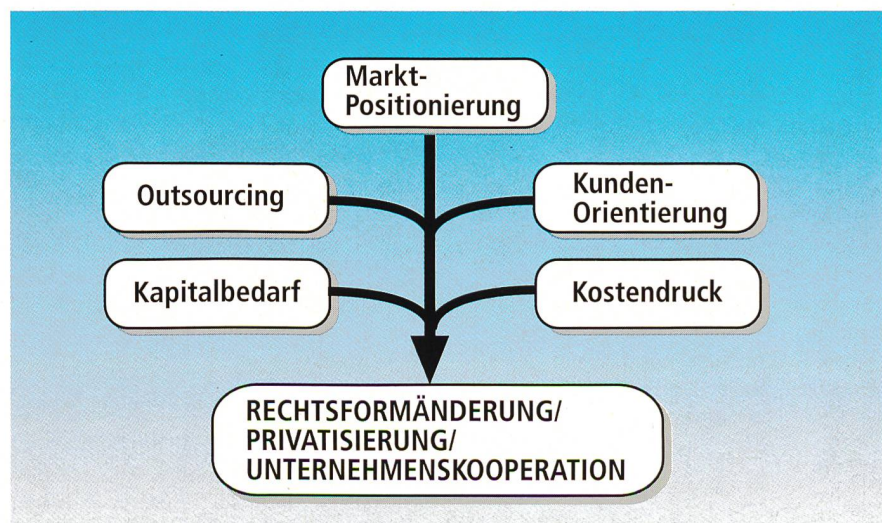 Markt-
Positionierung
Outsourcing
Kunden-
Orientierung
Kapitalbedarf
Kostendruck
RECHTSFORMÄNDERUNG/
PRIVATISIERUNG/
UNTERNEHMENSKOOPERATION